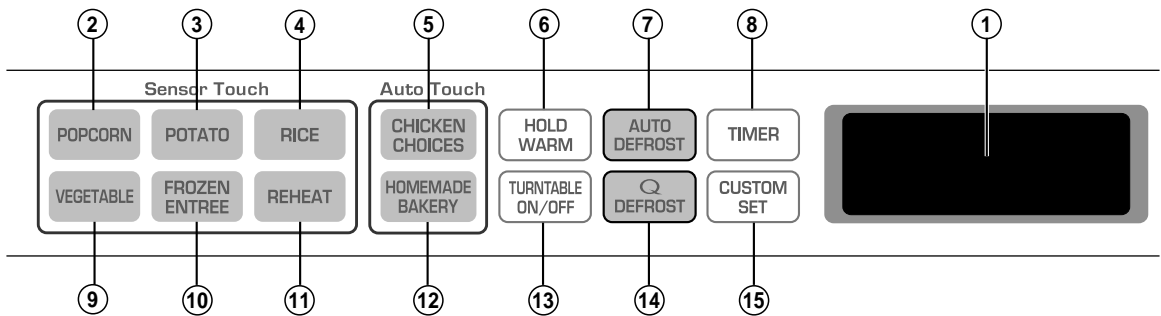 2 3 4 5 6 7 8 1
Sensor Touch Auto Touch
POPCORN
POTATO
RICE
CHICKEN
CHOICES
HOLD
WARM
AUTO
DEFROST
TIMER
VEGETABLE
FROZEN
ENTREE
REHEAT
HOMEMADE
BAKERY
TURNTABLE
ON/OFF
Q
DEFROST
CUSTOM
SET
9 10 11 12 13 14 15